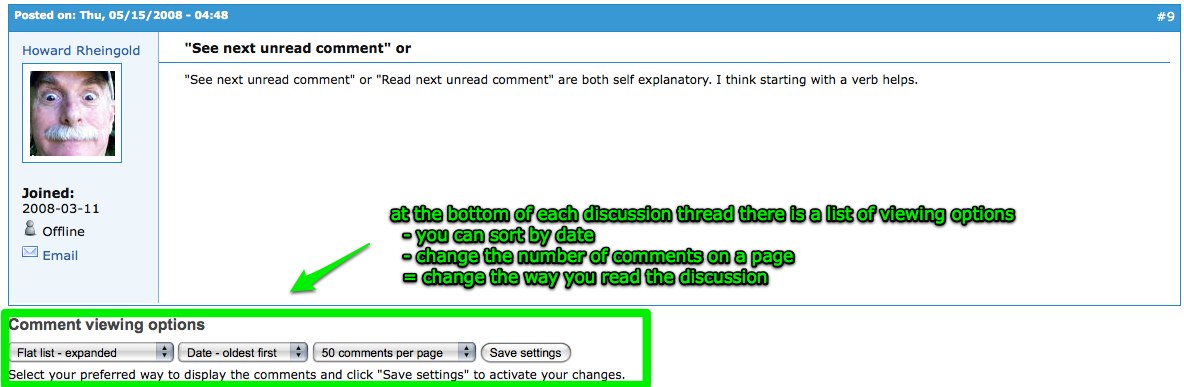 Posted on: Thu, 05/15/2008 - 04:48
#9
Howard Rheingold
"See next unread comment" or
"See next unread comment" or "Read next unread comment" are both self explanatory. I think starting with a verb helps.
Joined:
2008-03-11
Offline
Email
at the bottom of each discussion thread there is a list of viewing options
- you can sort by date
- change the number of comments on a page
= change the way you read the discussion
Comment viewing options
Flat list - expanded
Date - oldest first
50 comments per page
Save settings
Select your preferred way to display the comments and click "Save settings" to activate your changes.